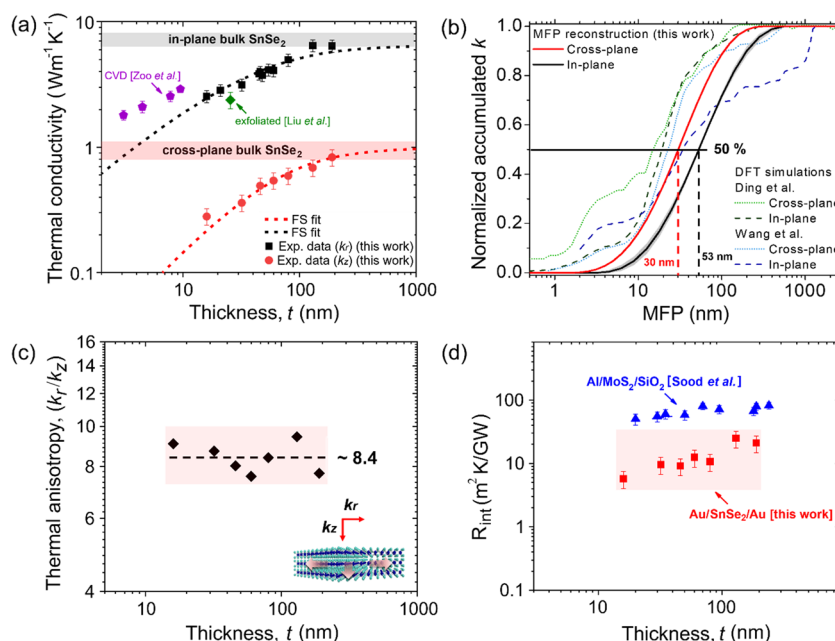 (a)
Thermal conductivity (Wm⁻¹K⁻¹)
10
1
0.1
in-plane bulk SnSe₂
CVD [Zoo et al.]
exfoliated [Liu et al.]
cross-plane bulk SnSe₂
FS fit
FS fit
Exp. data (kr) (this work)
Exp. data (kz) (this work)
10 100 1000
Thickness, t (nm)
(b)
Normalized accumulated k
1.0
0.8
0.6
0.4
0.2
0.0
MFP reconstruction (this work)
Cross-plane
In-plane
50 %
DFT simulations
Ding et al.
Cross-plane
In-plane
Wang et al.
Cross-plane
In-plane
30 nm
53 nm
1 10 100 1000
MFP (nm)
(c)
Thermal anisotropy, (kr/kz)
16
14
12
10
8
6
4
~ 8.4
kr
kz
10 100 1000
Thickness, t (nm)
(d)
Rint(m² K/GW)
1000
100
10
1
0.1
Al/MoS₂/SiO₂ [Sood et al.]
Au/SnSe₂/Au [this work]
10 100 1000
Thickness, t (nm)